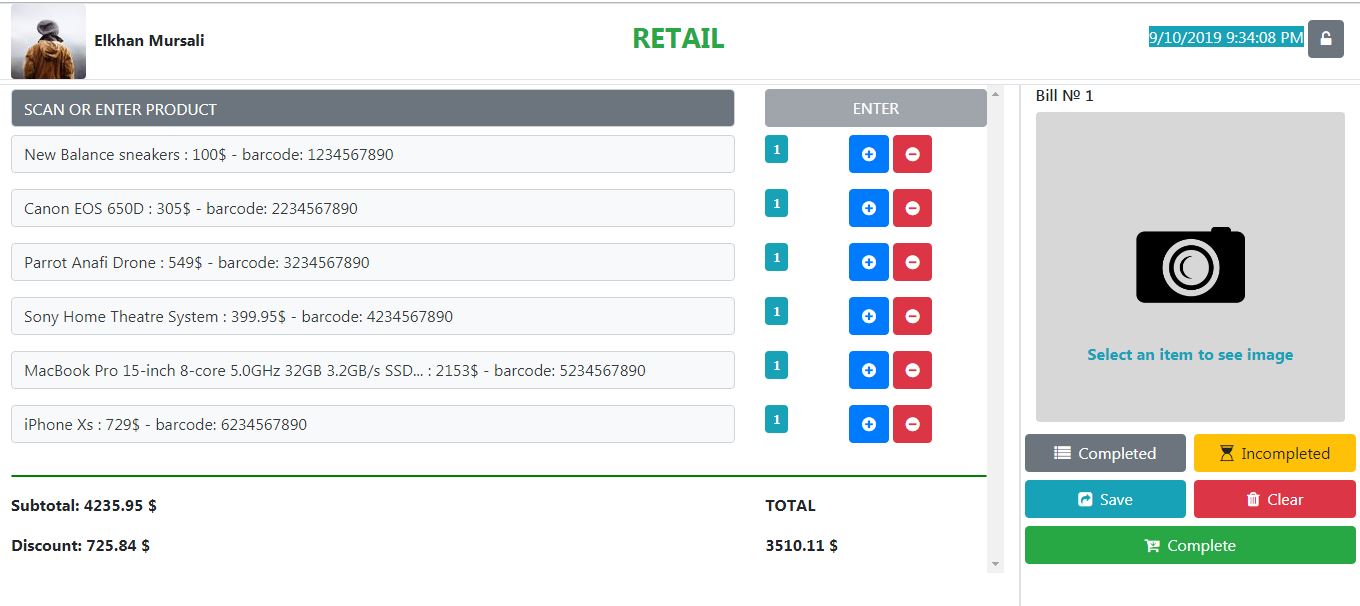 Elkhan Mursali
RETAIL
9/10/2019 9:34:08 PM
SCAN OR ENTER PRODUCT
ENTER
Bill № 1
New Balance sneakers : 100$ - barcode: 1234567890
1
Canon EOS 650D : 305$ - barcode: 2234567890
1
Parrot Anafi Drone : 549$ - barcode: 3234567890
1
Sony Home Theatre System : 399.95$ - barcode: 4234567890
1
MacBook Pro 15-inch 8-core 5.0GHz 32GB 3.2GB/s SSD... : 2153$ - barcode: 5234567890
1
iPhone Xs : 729$ - barcode: 6234567890
1
Select an item to see image
Completed
Incompleted
Save
Clear
Complete
Subtotal: 4235.95 $
TOTAL
Discount: 725.84 $
3510.11 $